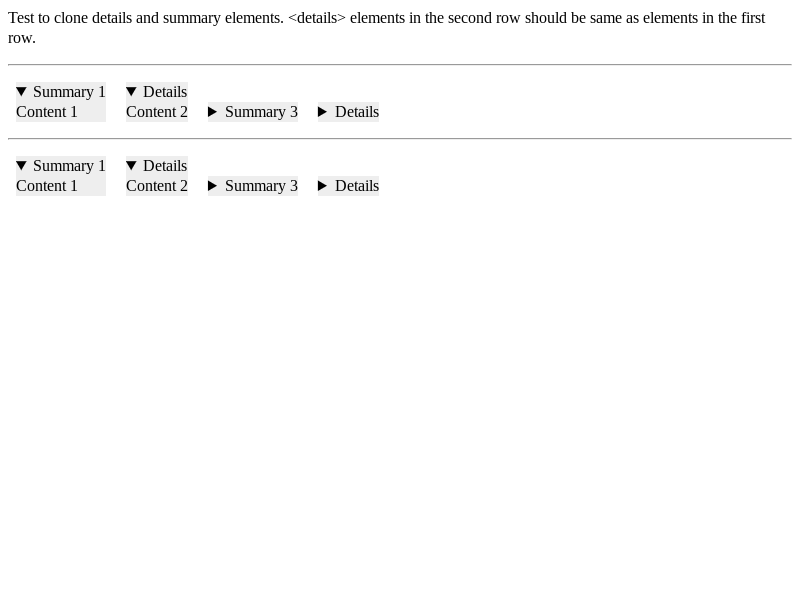 Test to clone details and summary elements. <details> elements in the second row should be same as elements in the first
row.
▼ Summary 1 ▼ Details
Content 1 Content 2 ▶ Summary 3 ▶ Details
▼ Summary 1 ▼ Details
Content 1 Content 2 ▶ Summary 3 ▶ Details